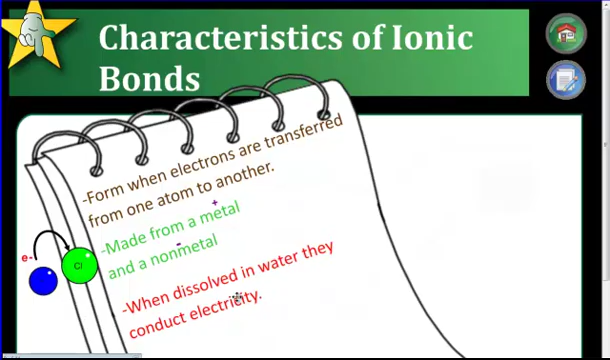 Characteristics of Ionic
Bonds
-Form when electrons are transferred
from one atom to another.
+
-Made from a metal
-
and a nonmetal
e-
Cl
-When dissolved in water they
conduct electricity.